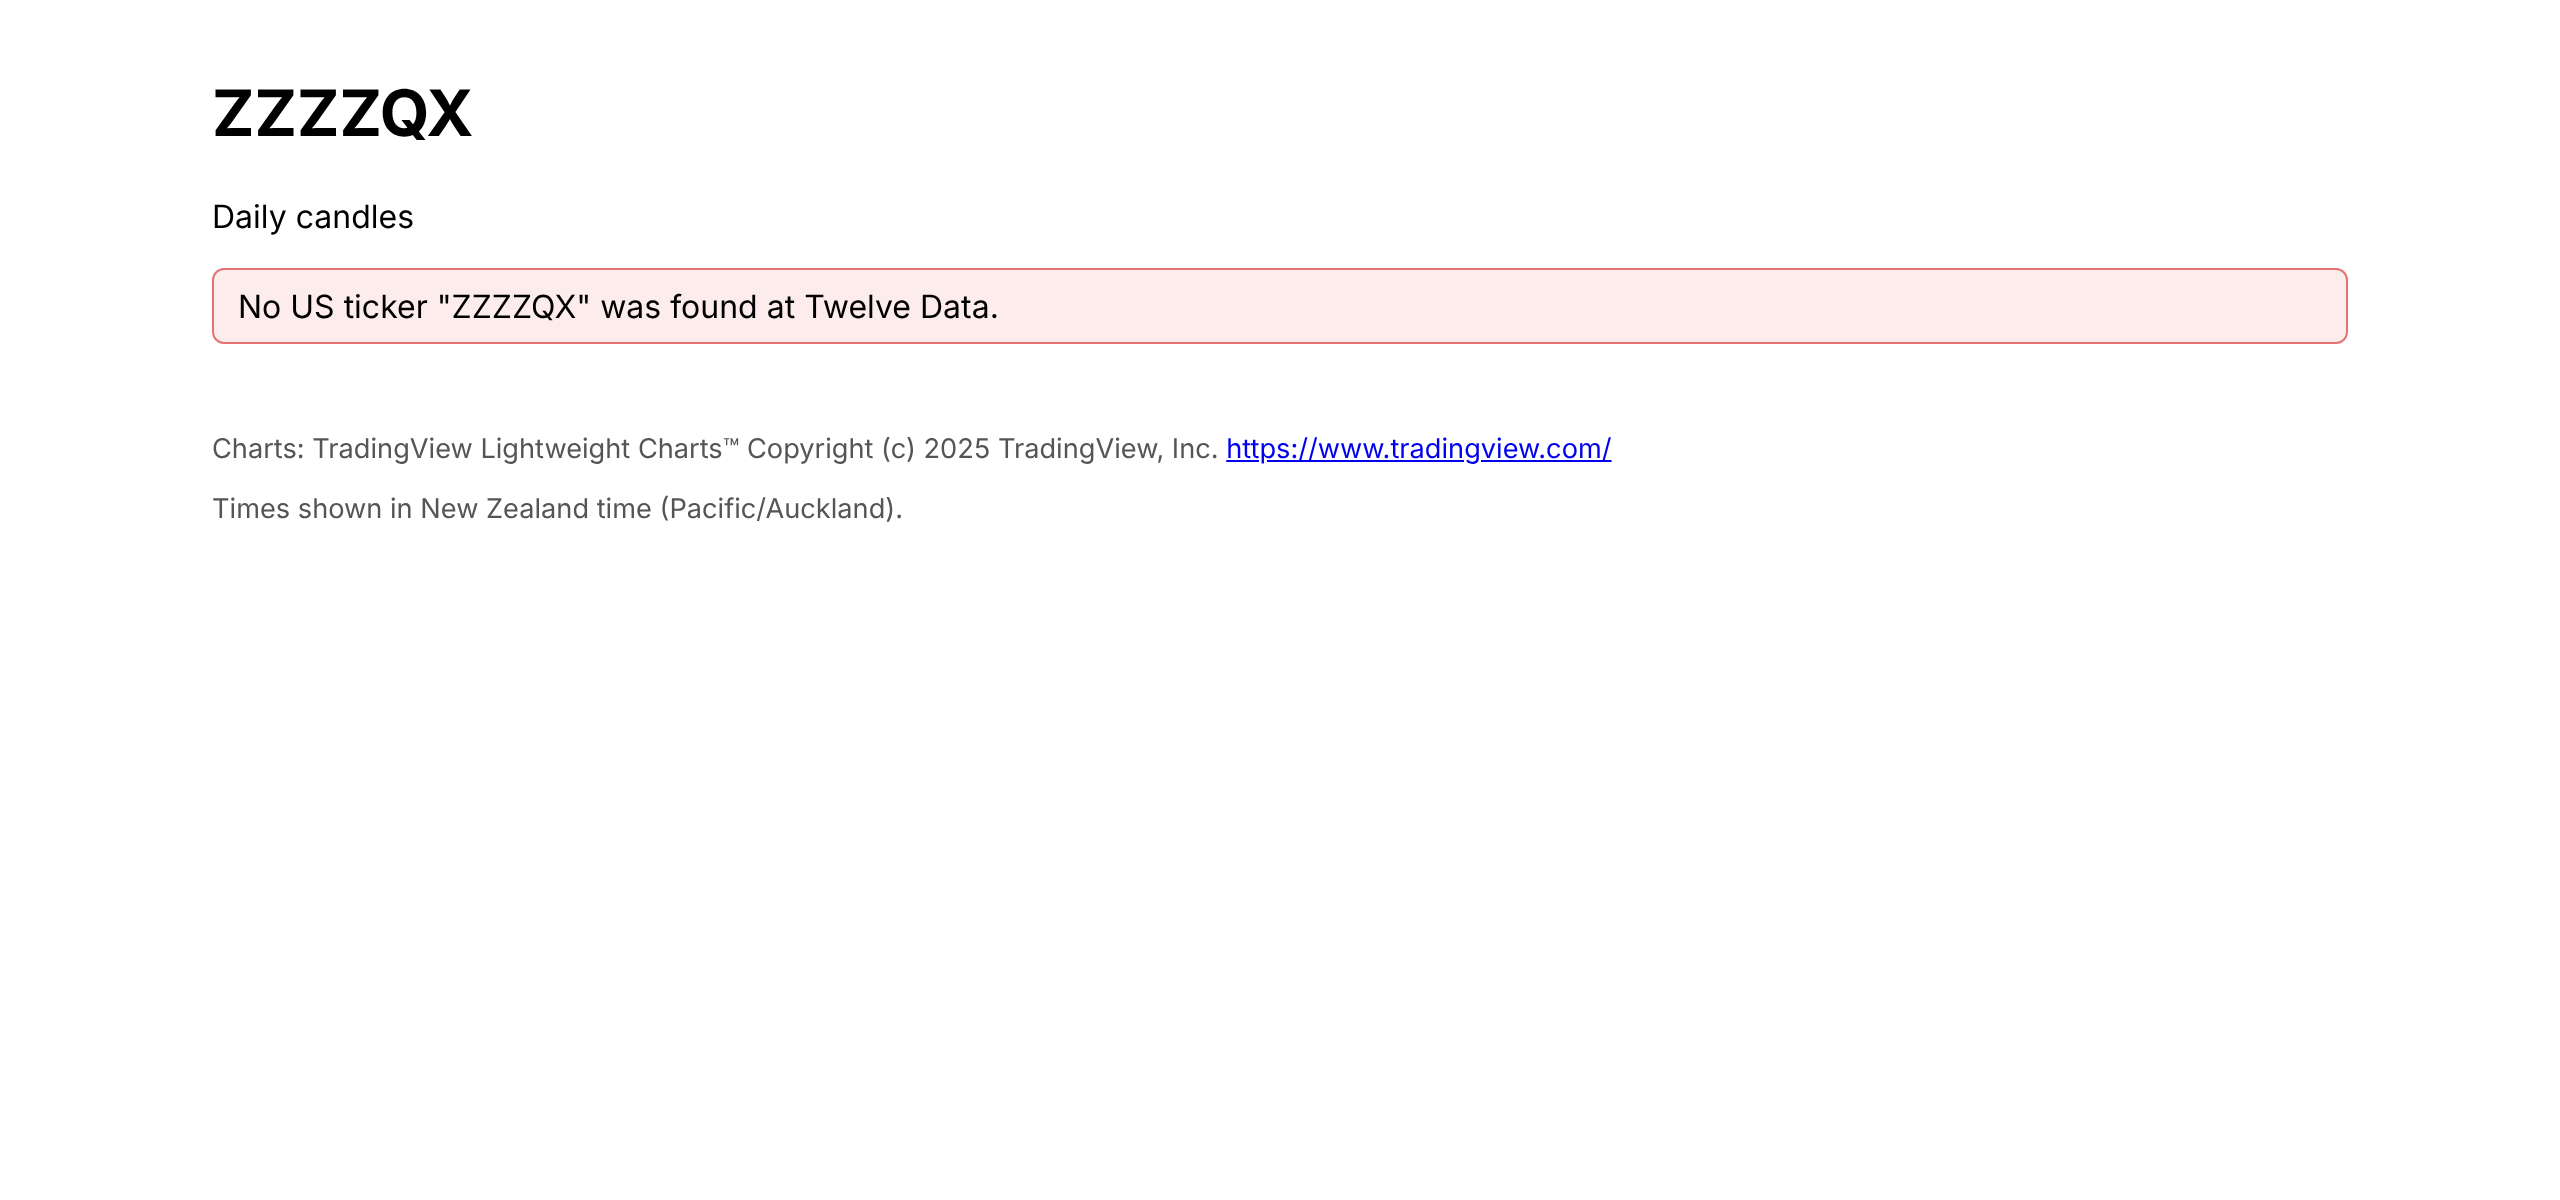 ZZZZQX
Daily candles
No US ticker "ZZZZQX" was found at Twelve Data.
Charts: TradingView Lightweight Charts™ Copyright (c) 2025 TradingView, Inc. https://www.tradingview.com/
Times shown in New Zealand time (Pacific/Auckland).